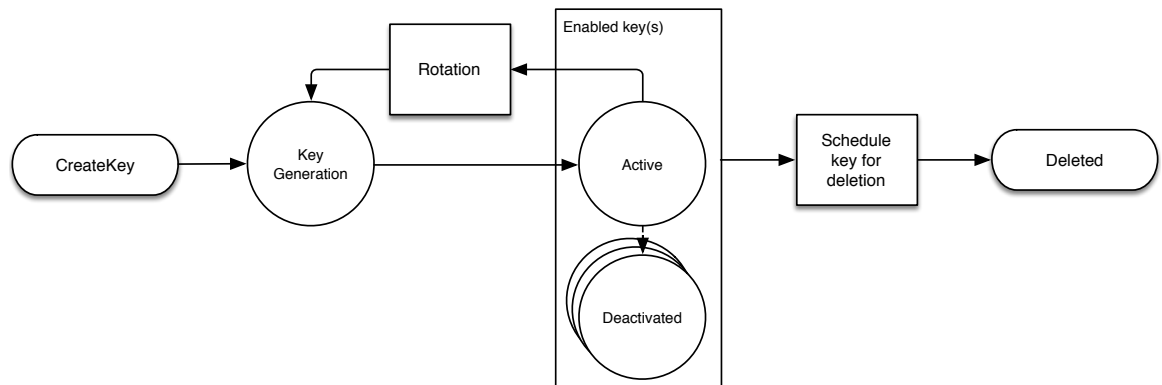 Enabled key(s)
Rotation
CreateKey
Key
Generation
Active
Schedule
key for
deletion
Deleted
Deactivated